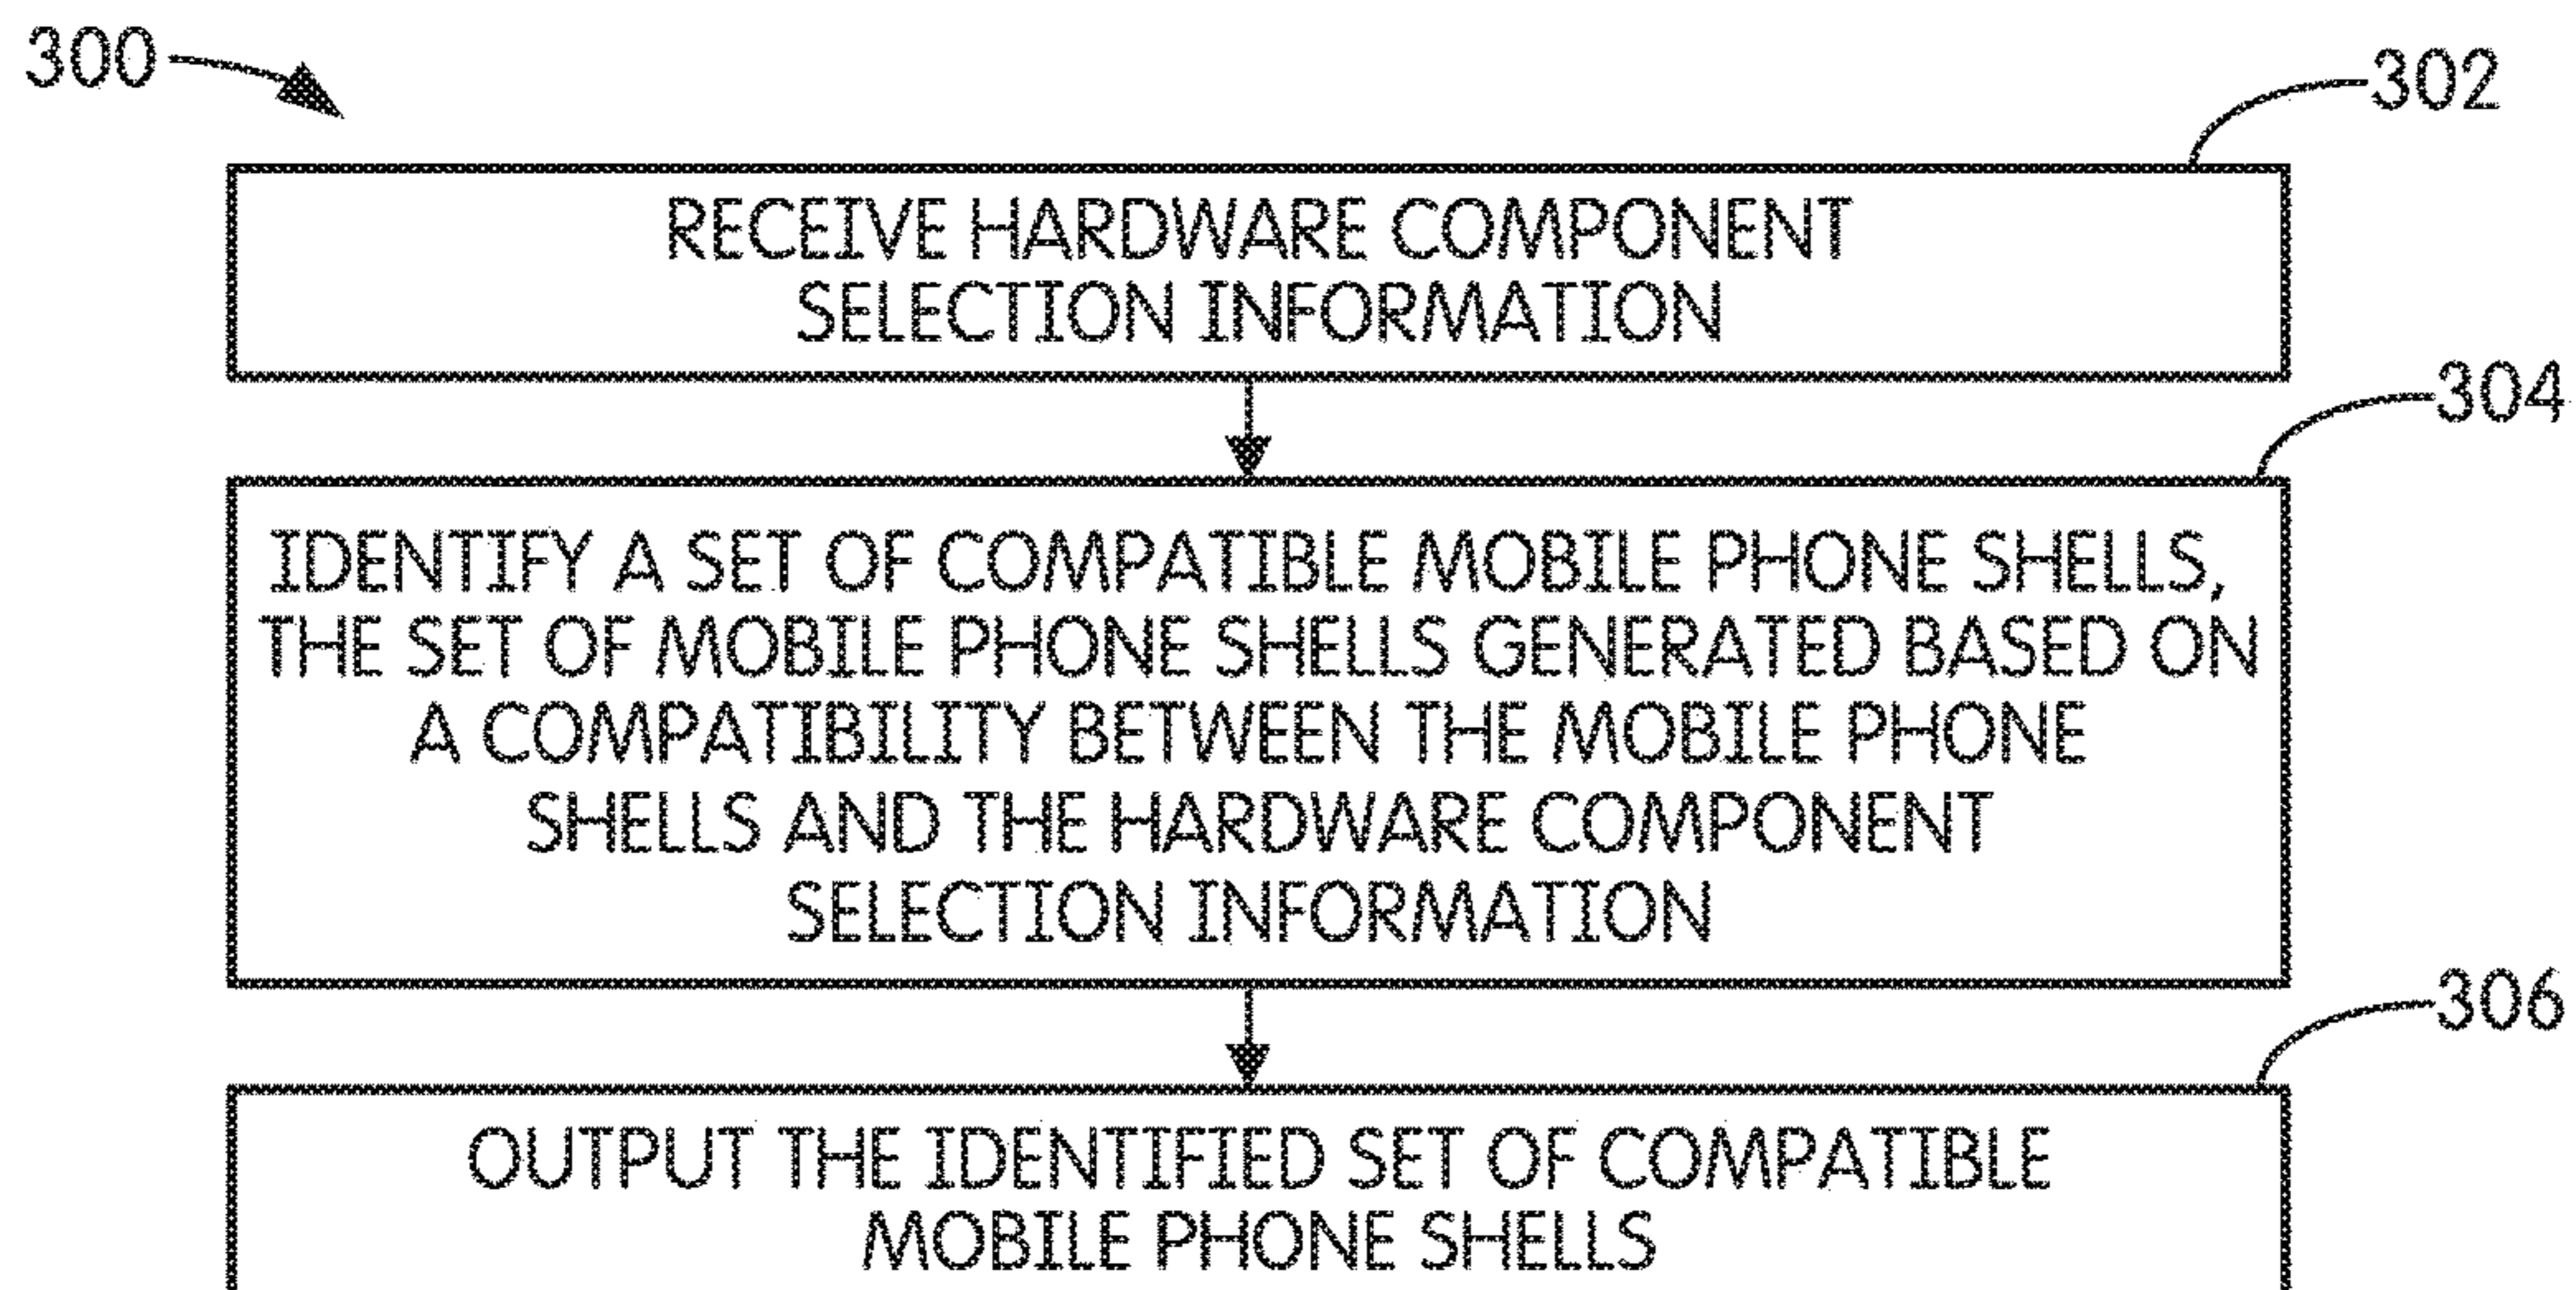 300
302
RECEIVE HARDWARE COMPONENT
SELECTION INFORMATION
304
IDENTIFY A SET OF COMPATIBLE MOBILE PHONE SHELLS,
THE SET OF MOBILE PHONE SHELLS GENERATED BASED ON
A COMPATIBILITY BETWEEN THE MOBILE PHONE
SHELLS AND THE HARDWARE COMPONENT
SELECTION INFORMATION
306
OUTPUT THE IDENTIFIED SET OF COMPATIBLE
MOBILE PHONE SHELLS